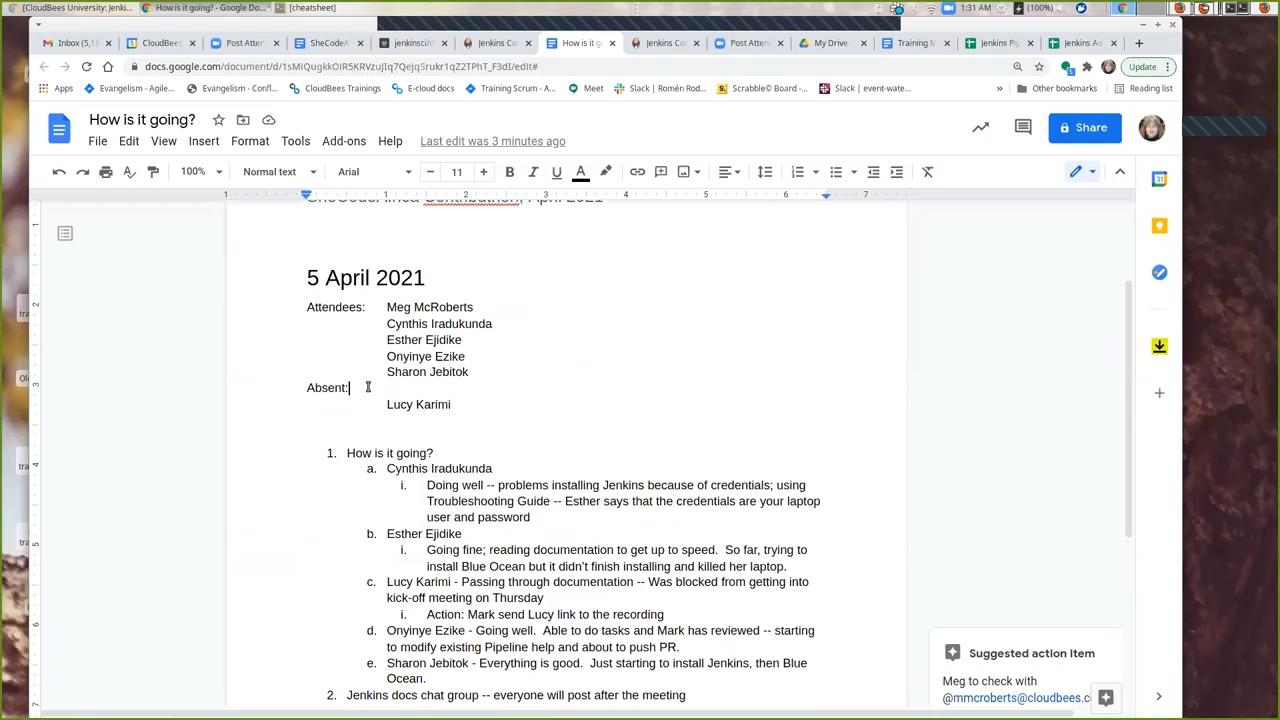 [CloudBees University: Jenki... How is it going? - Google Do... [cheatsheet] 1:31 AM (100%)
Inbox (5,1 CloudBees Post Atten SheCodeA jenkinsci/c Jenkins Co How is it g Jenkins Co Post Atten My Drive Training M jenkins Pip Jenkins Ad
docs.google.com/document/d/1sMiQugkkOIR5KRVzujIq7QeJqSrukr1qZ2TPhT_F3dI/edit# Update
Apps Evangelism - Agile... Evangelism - Confl... CloudBees Trainings E-cloud docs Training Scrum - A... Meet Slack | Romén Rod... Scrabble© Board -... Slack | event-wate... » Other bookmarks Reading list
How is it going?
File Edit View Insert Format Tools Add-ons Help Last edit was 3 minutes ago
Share
100% Normal text Arial 11
SheCodeAfrica Contributhon, April 2021
5 April 2021
Attendees: Meg McRoberts
Cynthis Iradukunda
Esther Ejidike
Onyinye Ezike
Sharon Jebitok
Absent:
Lucy Karimi
1. How is it going?
a. Cynthis Iradukunda
i. Doing well -- problems installing Jenkins because of credentials; using
Troubleshooting Guide -- Esther says that the credentials are your laptop
user and password
b. Esther Ejidike
i. Going fine; reading documentation to get up to speed. So far, trying to
install Blue Ocean but it didn't finish installing and killed her laptop.
c. Lucy Karimi - Passing through documentation -- Was blocked from getting into
kick-off meeting on Thursday
i. Action: Mark send Lucy link to the recording
d. Onyinye Ezike - Going well. Able to do tasks and Mark has reviewed -- starting
to modify existing Pipeline help and about to push PR.
e. Sharon Jebitok - Everything is good. Just starting to install Jenkins, then Blue
Ocean.
2. Jenkins docs chat group -- everyone will post after the meeting
Suggested action item
Meg to check with
@mmcroberts@cloudbees.co